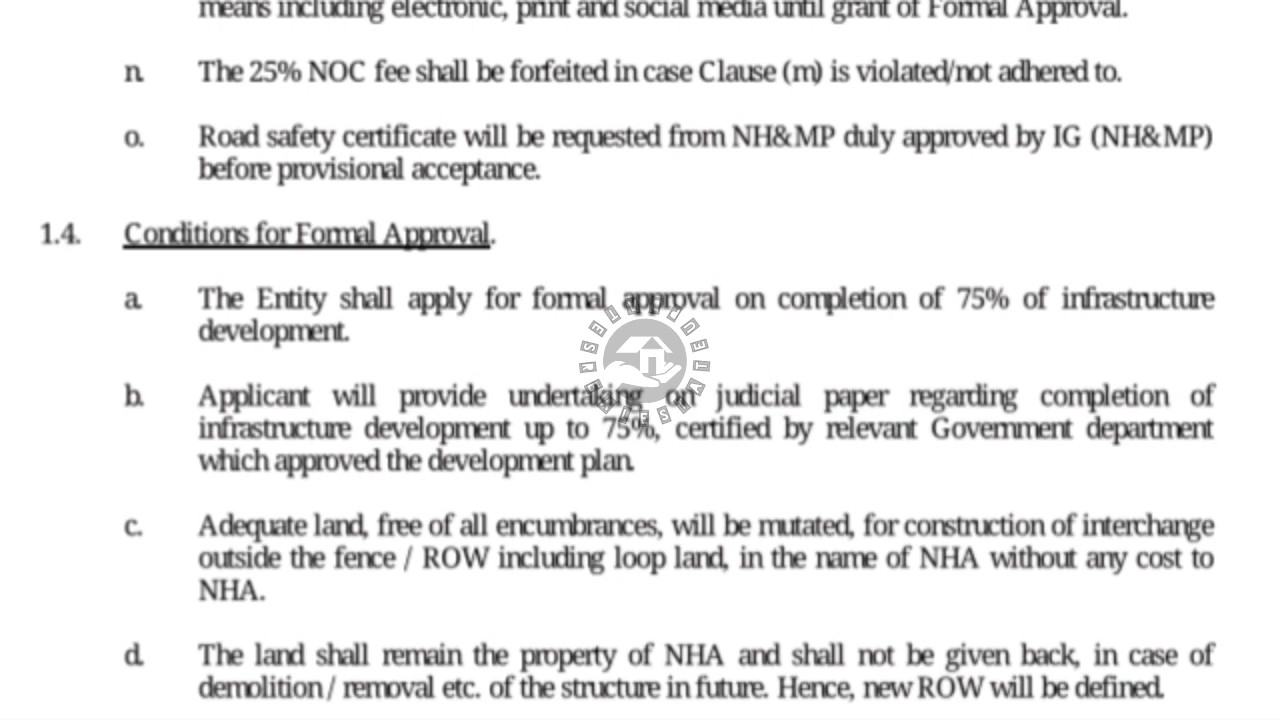 means including electronic, print and social media until grant of Formal Approval.
n. The 25% NOC fee shall be forfeited in case Clause (m) is violated/not adhered to.
o. Road safety certificate will be requested from NH&MP duly approved by IG (NH&MP)
before provisional acceptance.
1.4. Conditions for Formal Approval.
a. The Entity shall apply for formal approval on completion of 75% of infrastructure
development.
b. Applicant will provide undertaking on judicial paper regarding completion of
infrastructure development up to 75%, certified by relevant Government department
which approved the development plan.
c. Adequate land, free of all encumbrances, will be mutated, for construction of interchange
outside the fence / ROW including loop land, in the name of NHA without any cost to
NHA.
d. The land shall remain the property of NHA and shall not be given back, in case of
demolition / removal etc. of the structure in future. Hence, new ROW will be defined.